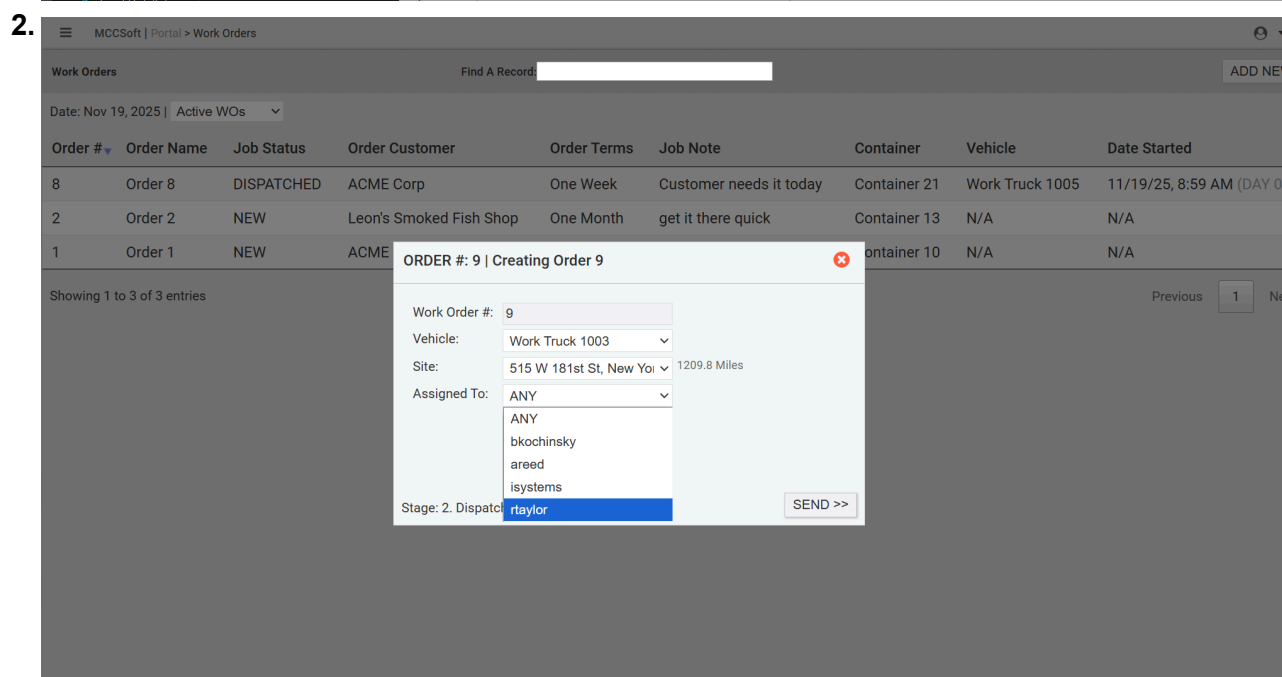 2.
MCCSoft | Portal > Work Orders
Work Orders
Find A Record:
ADD NE
Date: Nov 19, 2025 | Active WOs
Order # Order Name Job Status Order Customer Order Terms Job Note Container Vehicle Date Started
8 Order 8 DISPATCHED ACME Corp One Week Customer needs it today Container 21 Work Truck 1005 11/19/25, 8:59 AM (DAY 0
2 Order 2 NEW Leon's Smoked Fish Shop One Month get it there quick Container 13 N/A N/A
1 Order 1 NEW ACME ontainer 10 N/A N/A
Showing 1 to 3 of 3 entries
Previous 1 Ne
ORDER #: 9 | Creating Order 9
Work Order #: 9
Vehicle: Work Truck 1003
Site: 515 W 181st St, New Yor 1209.8 Miles
Assigned To: ANY
ANY
bkochinsky
areed
isystems
rtaylor
Stage: 2. Dispatc
SEND >>